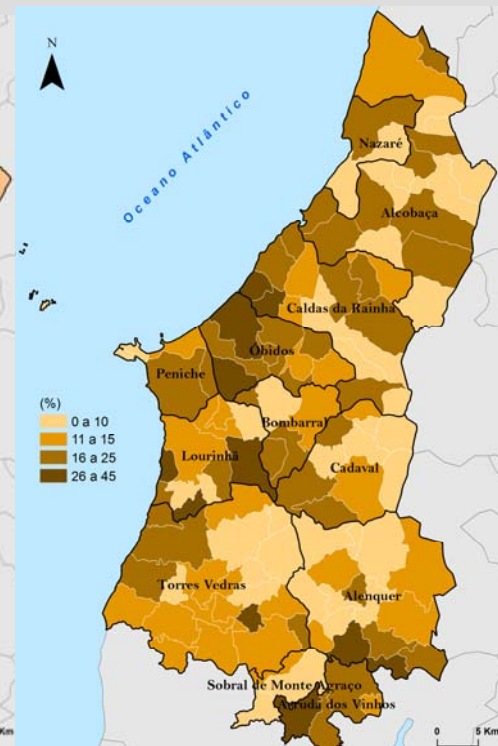 N
Oceano Atlântico
Nazaré
Alcobaça
Caldas da Rainha
Óbidos
Peniche
(%)
0 a 10
11 a 15
16 a 25
26 a 45
Bombarral
Lourinhã
Cadaval
Torres Vedras
Alenquer
Sobral de Monte Agraço
Arruda dos Vinhos
Km
0 5 Km